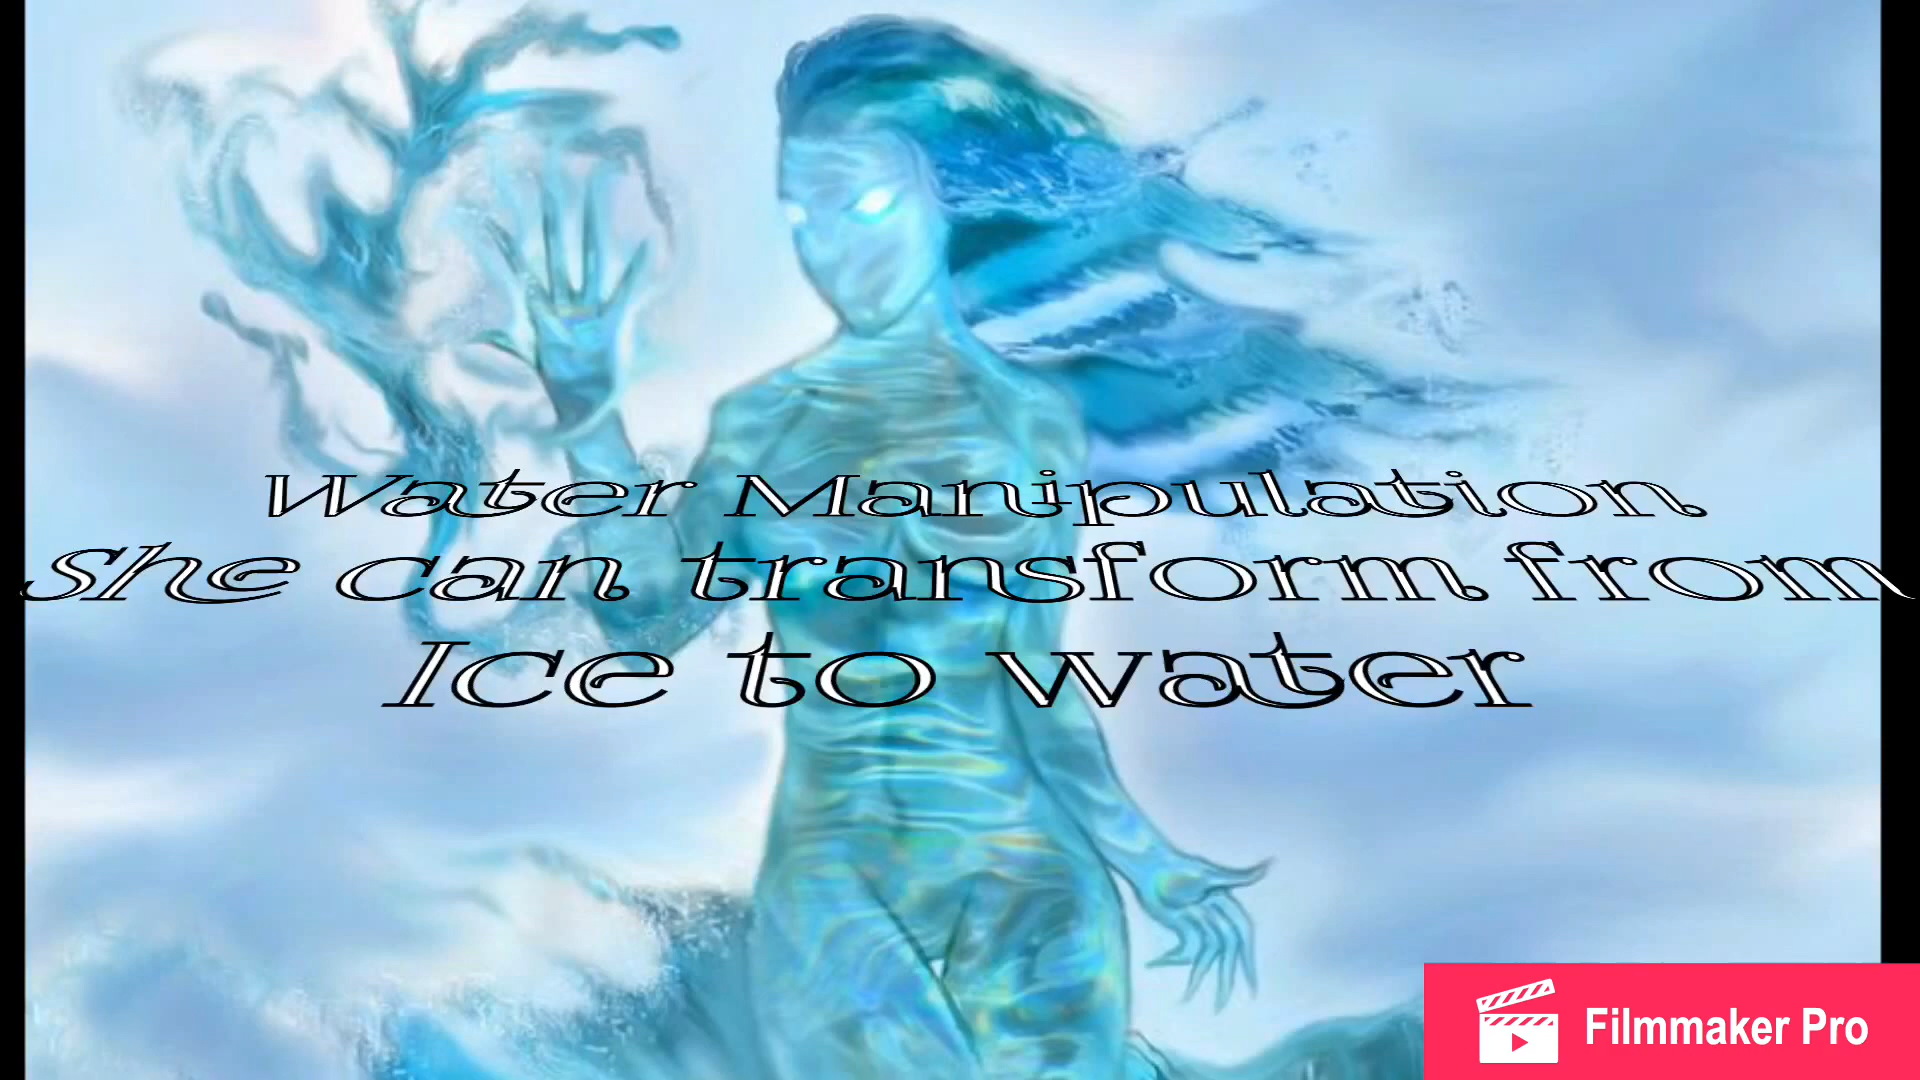 Water Manipulation
She can transform from
Ice to water
Filmmaker Pro